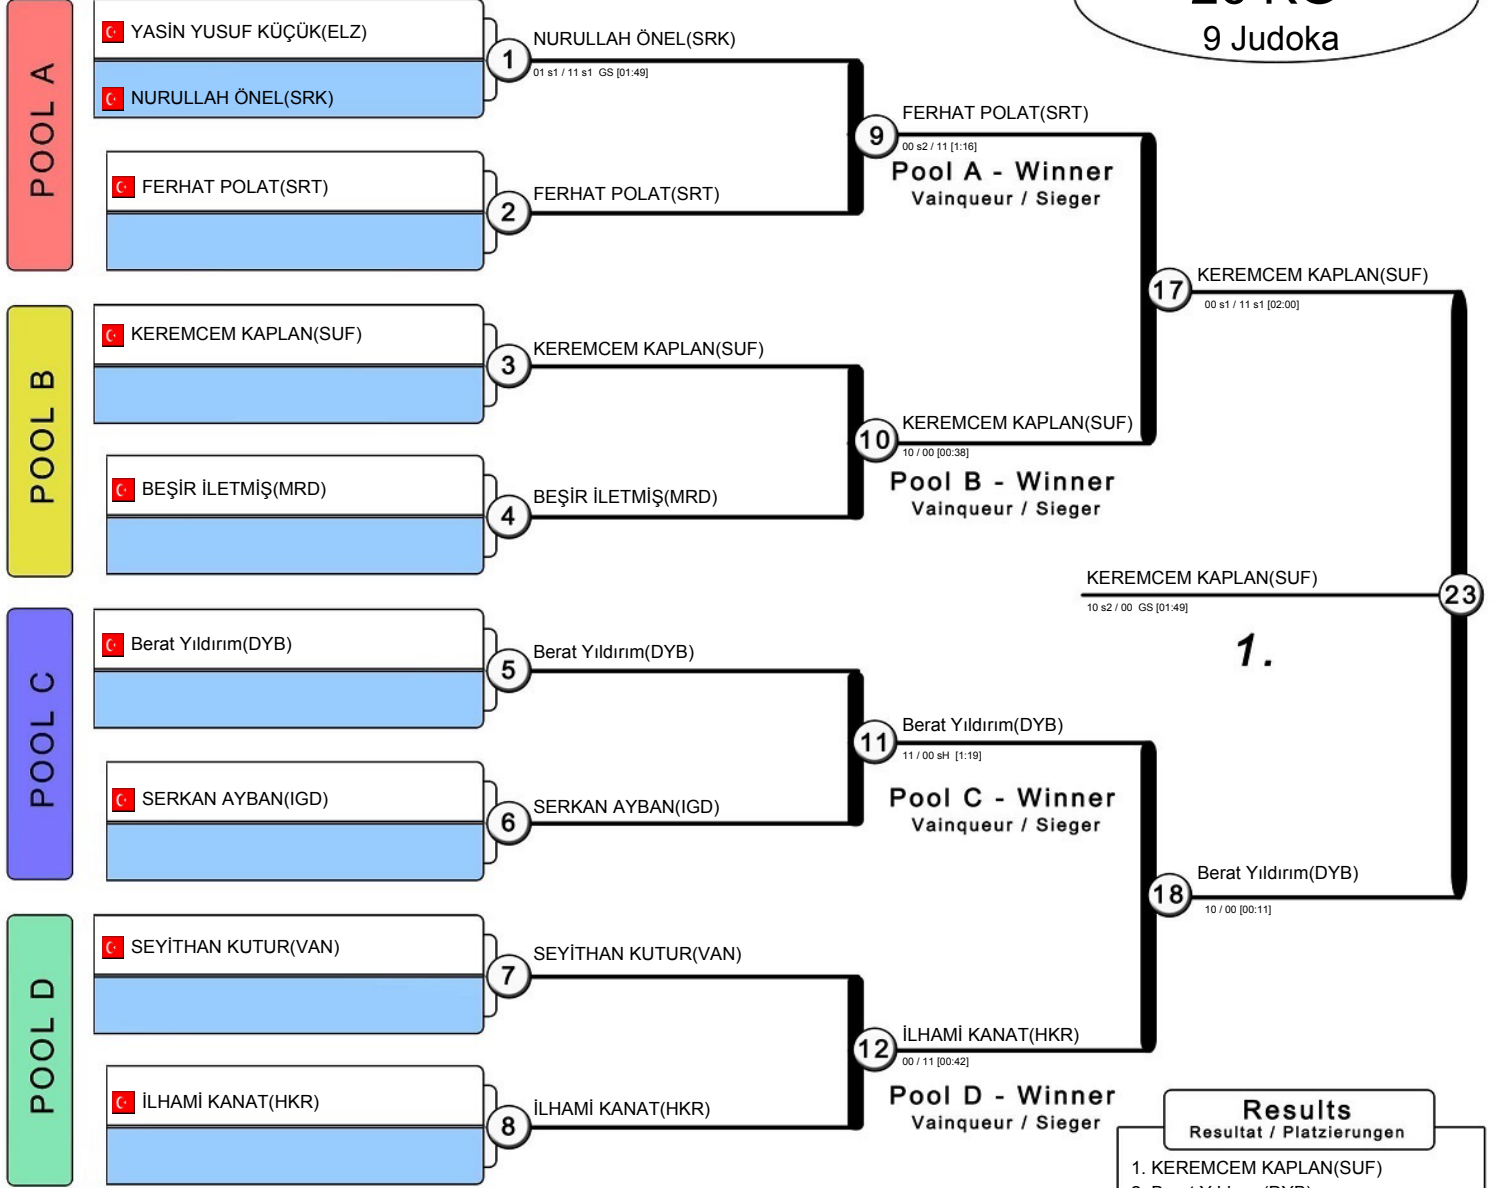 9 Judoka
POOL A
YASİN YUSUF KÜÇÜK(ELZ)
NURULLAH ÖNEL(SRK)
1
NURULLAH ÖNEL(SRK)
01 s1 / 11 s1 GS [01:49]
FERHAT POLAT(SRT)
2
FERHAT POLAT(SRT)
9
FERHAT POLAT(SRT)
00 s2 / 11 [1:16]
Pool A - Winner
Vainqueur / Sieger
POOL B
KEREMCEM KAPLAN(SUF)
3
KEREMCEM KAPLAN(SUF)
BEŞİR İLETMİŞ(MRD)
4
BEŞİR İLETMİŞ(MRD)
10
KEREMCEM KAPLAN(SUF)
10 / 00 [00:38]
Pool B - Winner
Vainqueur / Sieger
17
KEREMCEM KAPLAN(SUF)
00 s1 / 11 s1 [02:00]
KEREMCEM KAPLAN(SUF)
10 s2 / 00 GS [01:49]
23
1.
POOL C
Berat Yıldırım(DYB)
5
Berat Yıldırım(DYB)
SERKAN AYBAN(IGD)
6
SERKAN AYBAN(IGD)
11
Berat Yıldırım(DYB)
11 / 00 sH [1:19]
Pool C - Winner
Vainqueur / Sieger
POOL D
SEYİTHAN KUTUR(VAN)
7
SEYİTHAN KUTUR(VAN)
İLHAMİ KANAT(HKR)
8
İLHAMİ KANAT(HKR)
12
İLHAMİ KANAT(HKR)
00 / 11 [00:42]
Pool D - Winner
Vainqueur / Sieger
18
Berat Yıldırım(DYB)
10 / 00 [00:11]
Results
Resultat / Platzierungen
1. KEREMCEM KAPLAN(SUF)